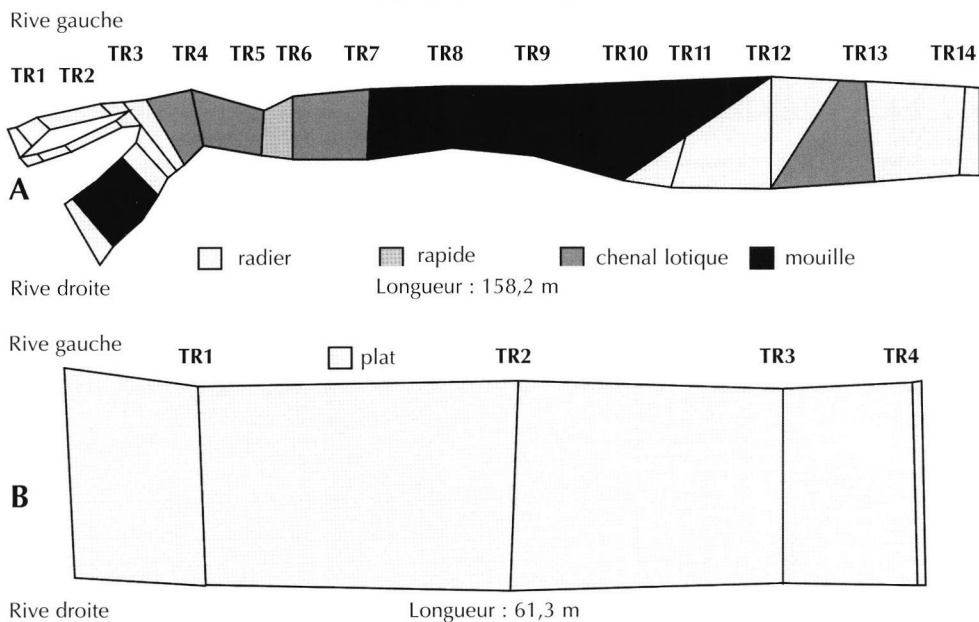 Rive gauche
TR3 TR4 TR5 TR6 TR7 TR8 TR9 TR10 TR11 TR12 TR13 TR14
TR1 TR2
A
radier rapide chenal lotique mouille
Rive droite Longueur : 158,2 m
Rive gauche
TR1 plat TR2 TR3 TR4
B
Rive droite Longueur : 61,3 m